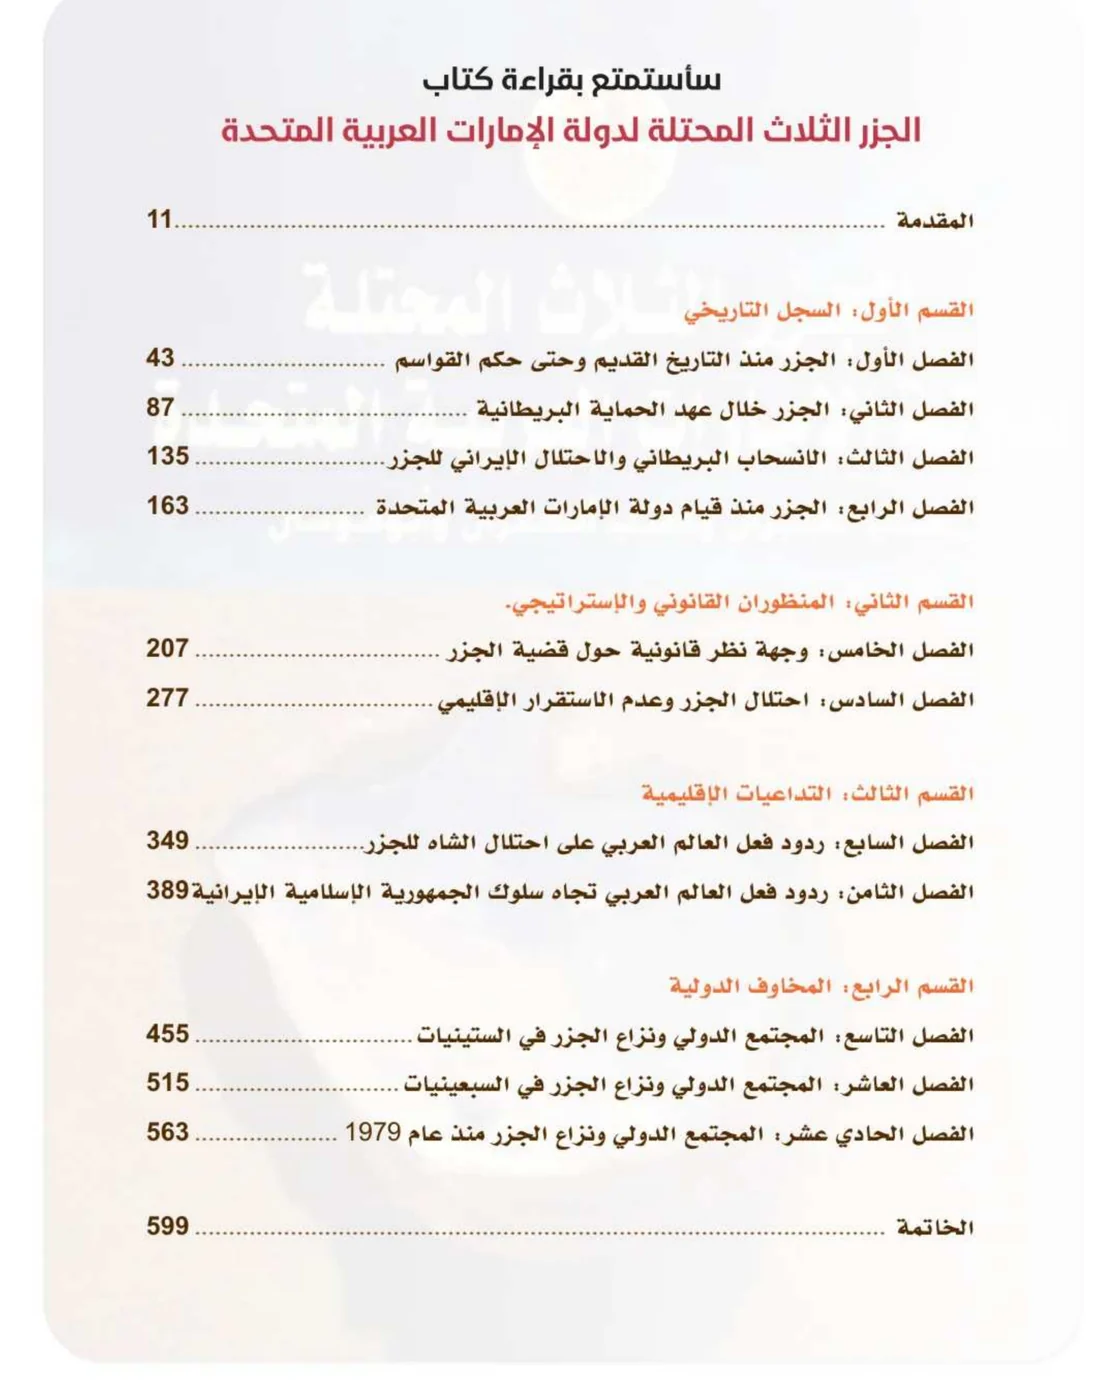 سأستمتع بقراءة كتاب
الجزر الثلاث المحتلة لدولة الإمارات العربية المتحدة
المقدمة ........................................ 11
القسم الأول: السجل التاريخي
الفصل الأول: الجزر منذ التاريخ القديم وحتى حكم القواسم ........................ 43
الفصل الثاني: الجزر خلال عهد الحماية البريطانية ........................ 87
الفصل الثالث: الانسحاب البريطاني والاحتلال الإيراني للجزر ........................ 135
الفصل الرابع: الجزر منذ قيام دولة الإمارات العربية المتحدة ........................ 163
القسم الثاني: المنظوران القانوني والإستراتيجي.
الفصل الخامس: وجهة نظر قانونية حول قضية الجزر ........................ 207
الفصل السادس: احتلال الجزر وعدم الاستقرار الإقليمي ........................ 277
القسم الثالث: التداعيات الإقليمية
الفصل السابع: ردود فعل العالم العربي على احتلال الشاه للجزر ........................ 349
الفصل الثامن: ردود فعل العالم العربي تجاه سلوك الجمهورية الإسلامية الإيرانية 389
القسم الرابع: المخاوف الدولية
الفصل التاسع: المجتمع الدولي ونزاع الجزر في الستينيات ........................ 455
الفصل العاشر: المجتمع الدولي ونزاع الجزر في السبعينيات ........................ 515
الفصل الحادي عشر: المجتمع الدولي ونزاع الجزر منذ عام 1979 ........................ 563
الخاتمة ........................................ 599